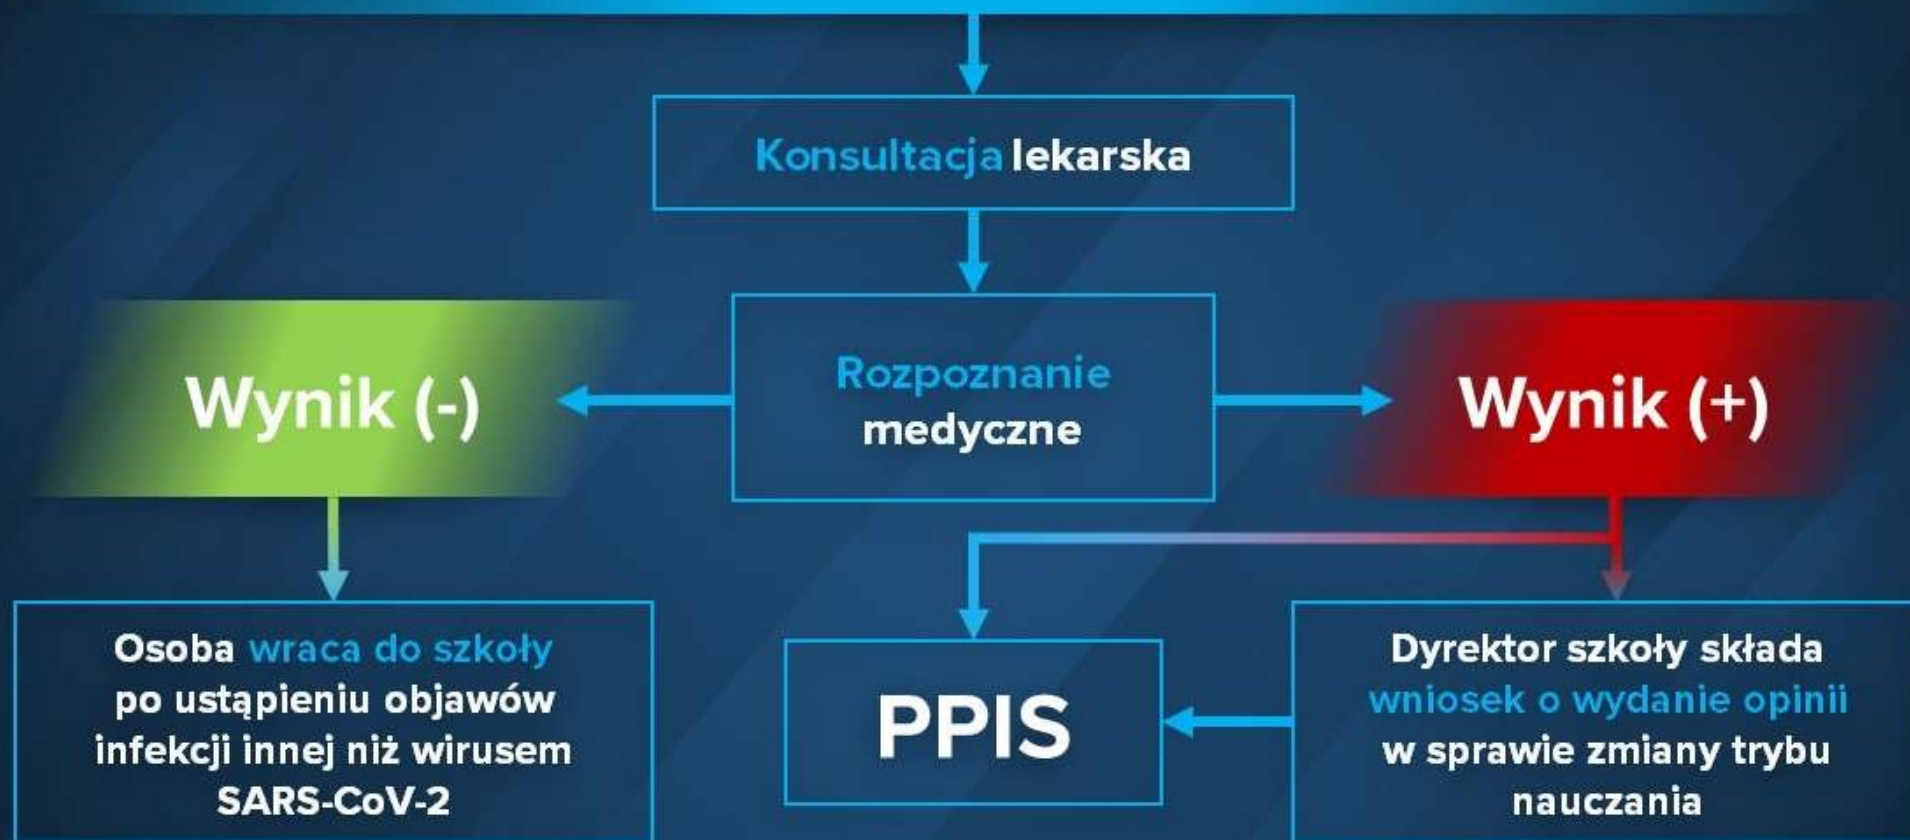 Konsultacja lekarska
Rozpoznanie
medyczne
Wynik (-)
Wynik (+)
Osoba wraca do szkoły
po ustąpieniu objawów
infekcji innej niż wirusem
SARS-CoV-2
PPIS
Dyrektor szkoły składa
wniosek o wydanie opinii
w sprawie zmiany trybu
nauczania